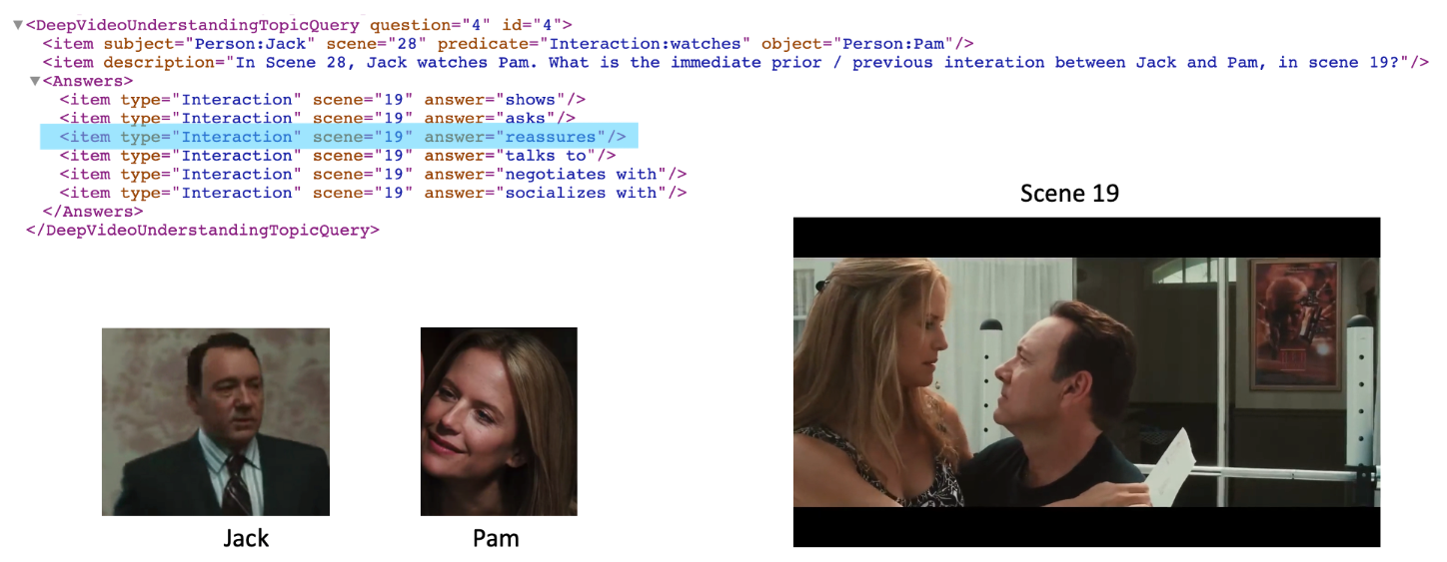 ▼<DeepVideoUnderstandingTopicQuery question="4" id="4">
<item subject="Person:Jack" scene="28" predicate="Interaction:watches" object="Person:Pam"/>
<item description="In Scene 28, Jack watches Pam. What is the immediate prior / previous interation between Jack and Pam, in scene 19?"/>
▼<Answers>
<item type="Interaction" scene="19" answer="shows"/>
<item type="Interaction" scene="19" answer="asks"/>
<item type="Interaction" scene="19" answer="reassures"/>
<item type="Interaction" scene="19" answer="talks to"/>
<item type="Interaction" scene="19" answer="negotiates with"/>
<item type="Interaction" scene="19" answer="socializes with"/>
</Answers>
</DeepVideoUnderstandingTopicQuery>
Scene 19
Jack
Pam